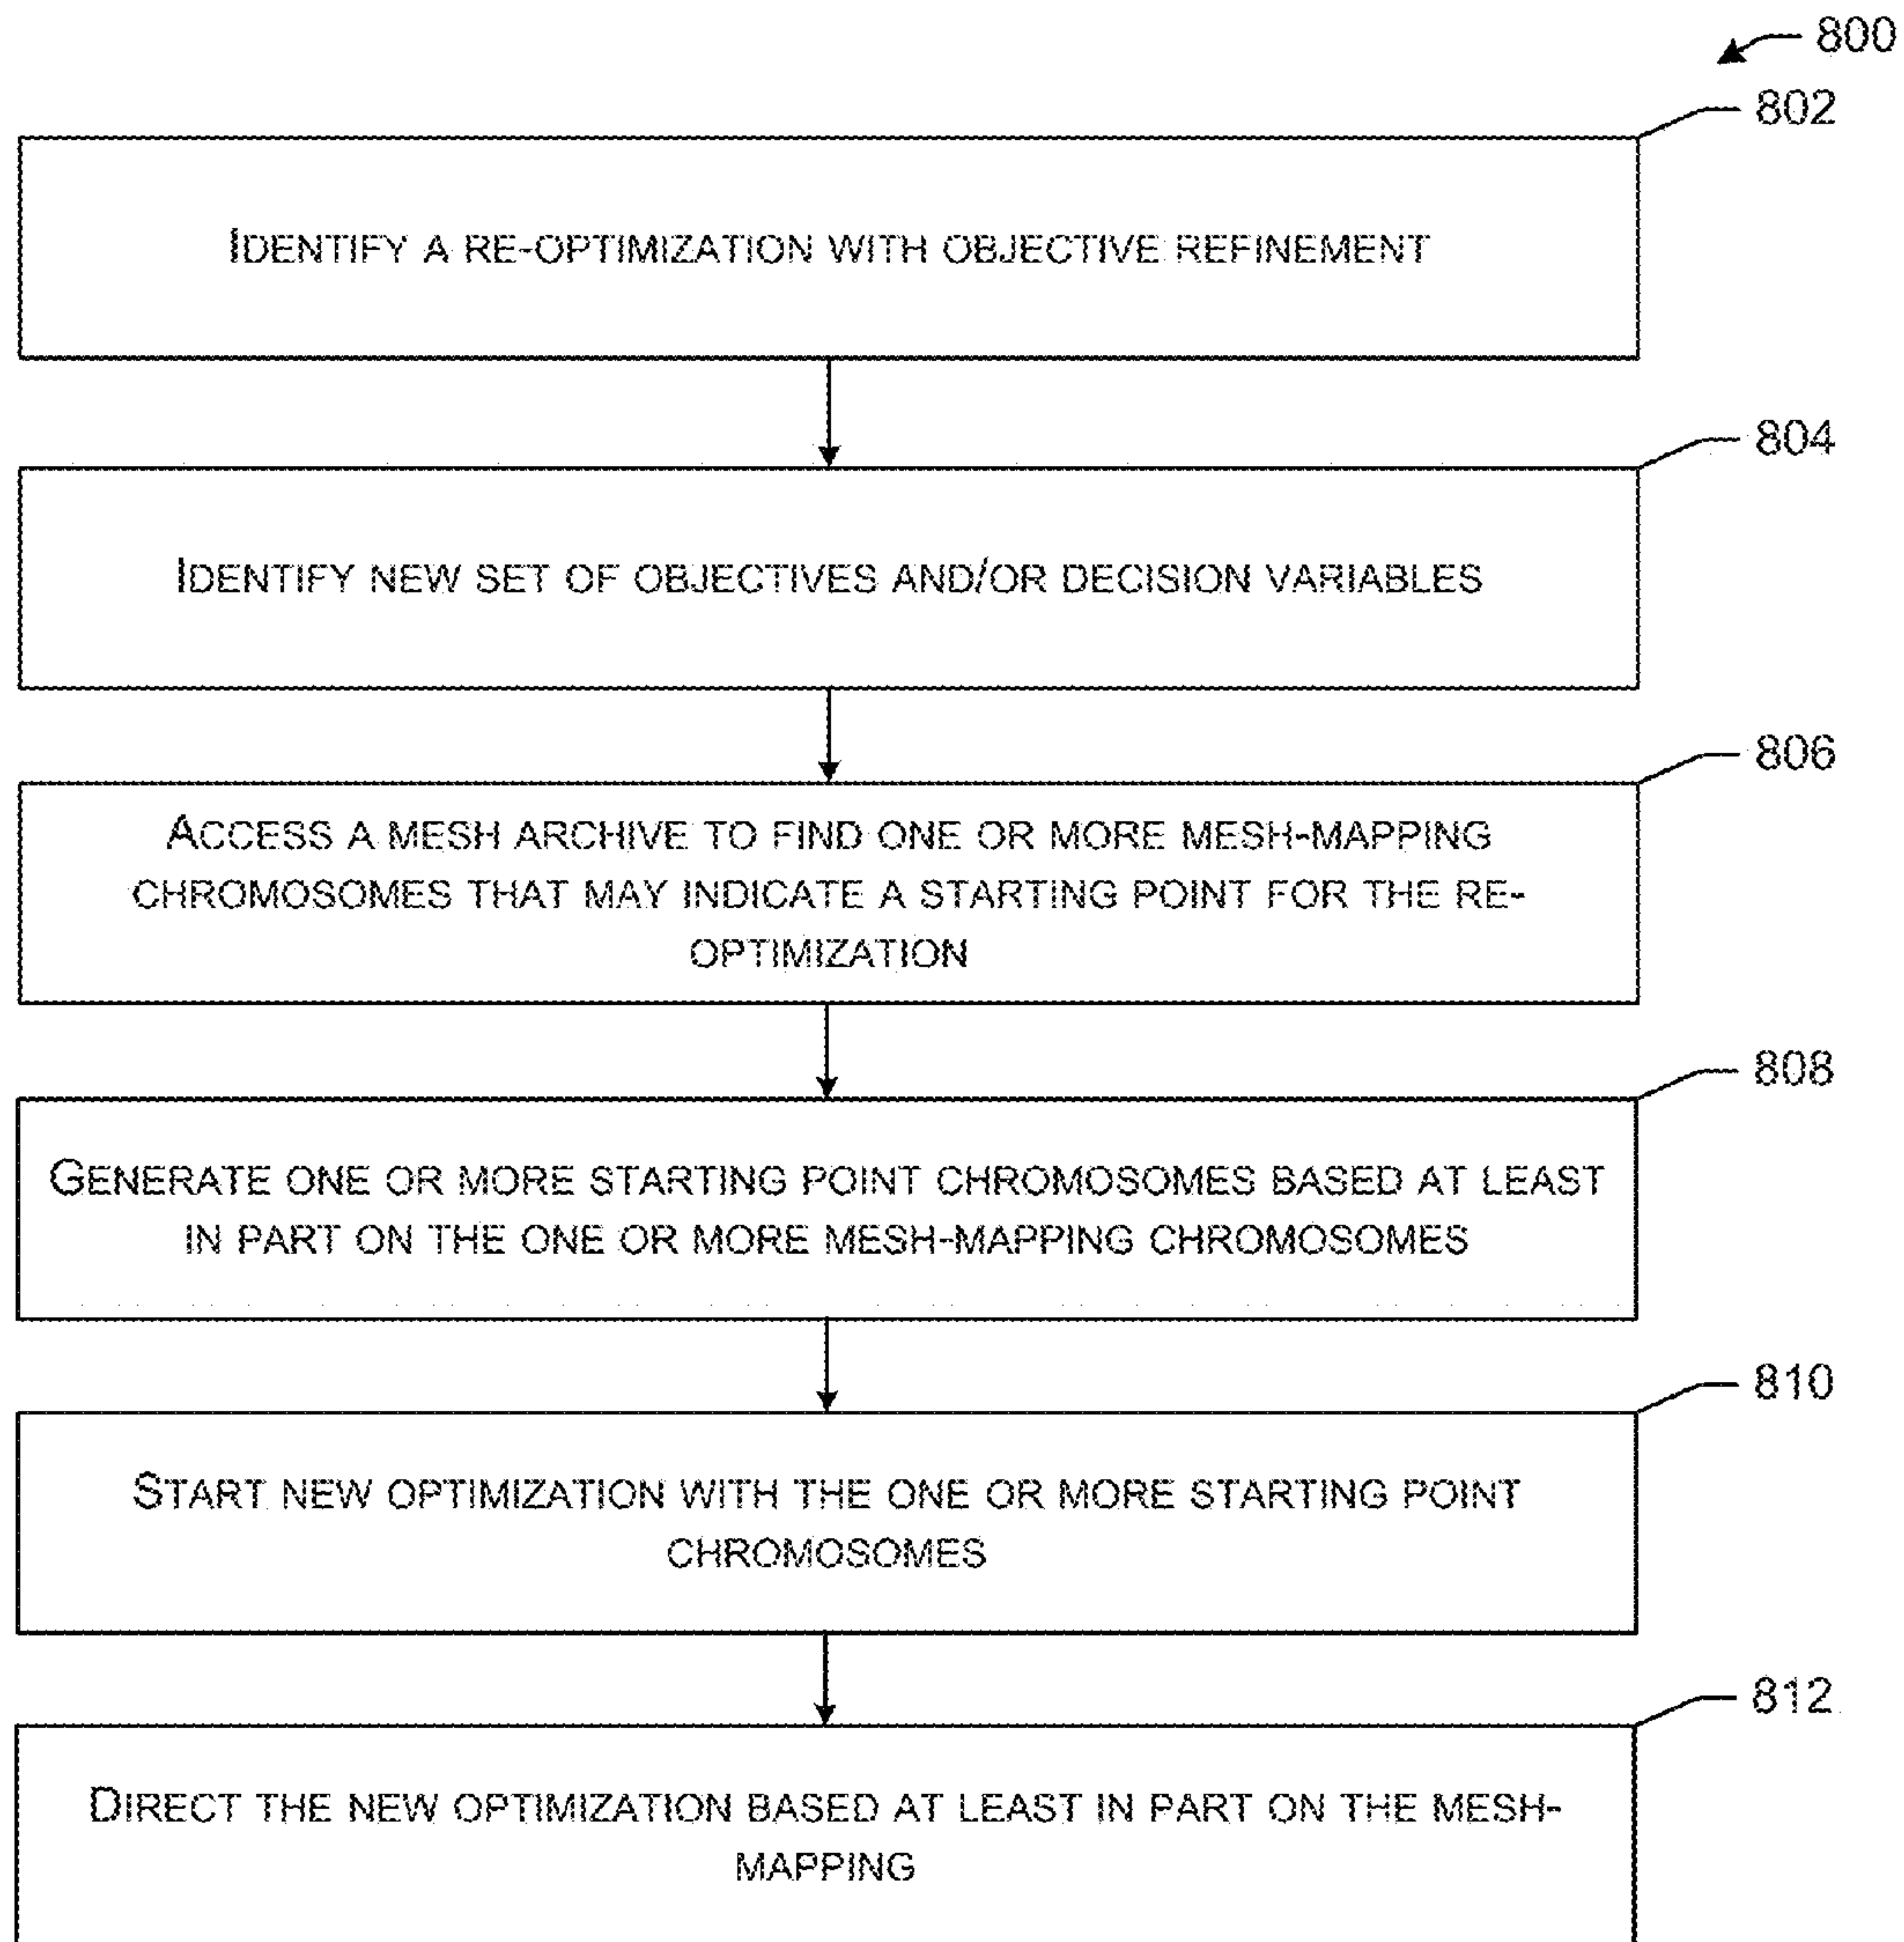 800
802
IDENTIFY A RE-OPTIMIZATION WITH OBJECTIVE REFINEMENT
804
IDENTIFY NEW SET OF OBJECTIVES AND/OR DECISION VARIABLES
806
ACCESS A MESH ARCHIVE TO FIND ONE OR MORE MESH-MAPPING
CHROMOSOMES THAT MAY INDICATE A STARTING POINT FOR THE RE-
OPTIMIZATION
808
GENERATE ONE OR MORE STARTING POINT CHROMOSOMES BASED AT LEAST
IN PART ON THE ONE OR MORE MESH-MAPPING CHROMOSOMES
810
START NEW OPTIMIZATION WITH THE ONE OR MORE STARTING POINT
CHROMOSOMES
812
DIRECT THE NEW OPTIMIZATION BASED AT LEAST IN PART ON THE MESH-
MAPPING